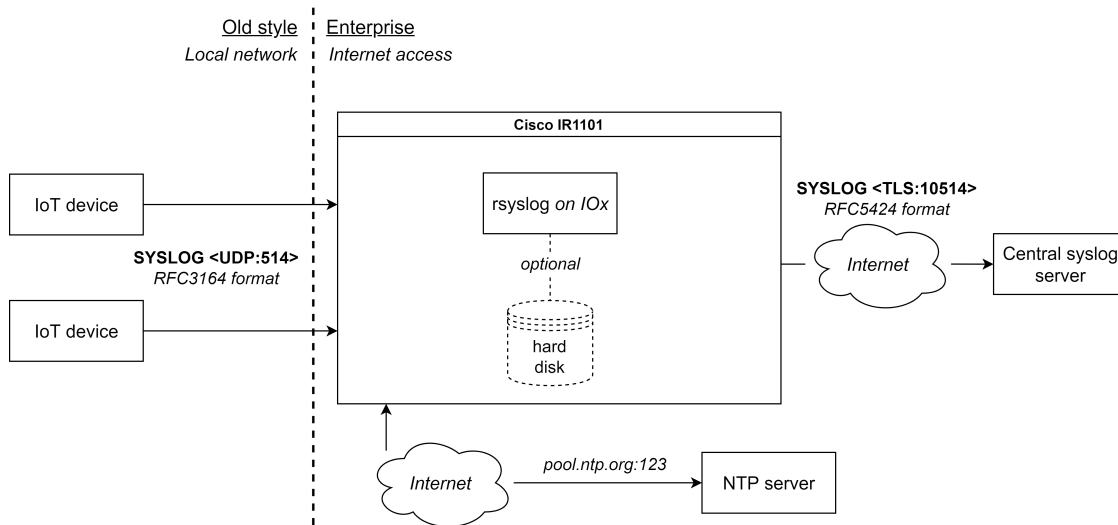 Old style
Enterprise
Local network
Internet access
Cisco IR1101
IoT device
rsyslog on IOx
SYSLOG <TLS:10514>
RFC5424 format
SYSLOG <UDP:514>
RFC3164 format
optional
Internet
Central syslog
server
IoT device
hard
disk
Internet
pool.ntp.org:123
NTP server